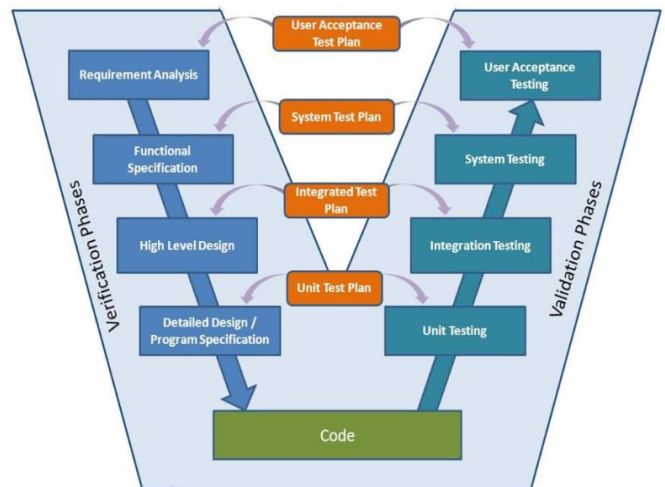 User Acceptance
Test Plan
Requirement Analysis
User Acceptance
Testing
System Test Plan
Functional
Specification
System Testing
Integrated Test
Plan
High Level Design
Integration Testing
Verification Phases
Validation Phases
Unit Test Plan
Detailed Design /
Program Specification
Unit Testing
Code